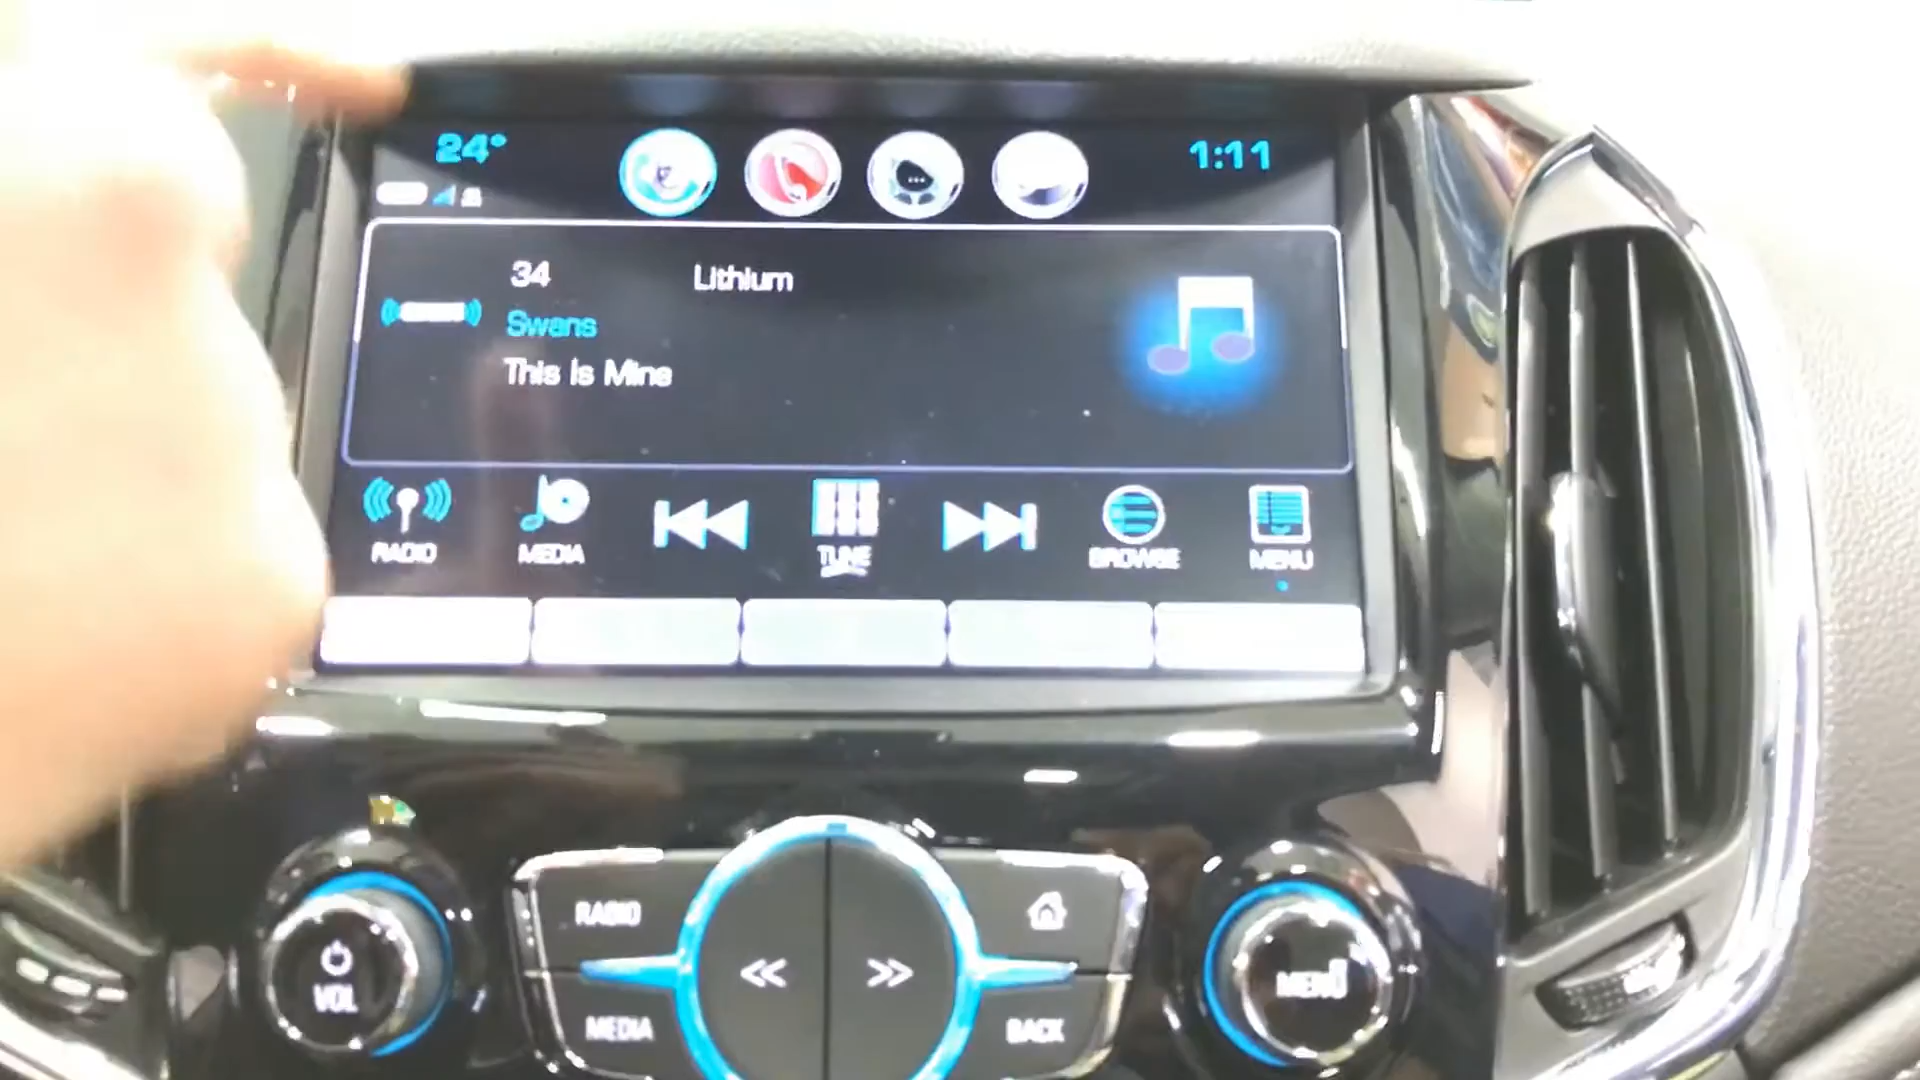 24°
1:11
34 Lithium
Swans
This Is Mine
RADIO MEDIA TUNE BROWSE MENU
RADIO
VOL
MENU
MEDIA
BACK